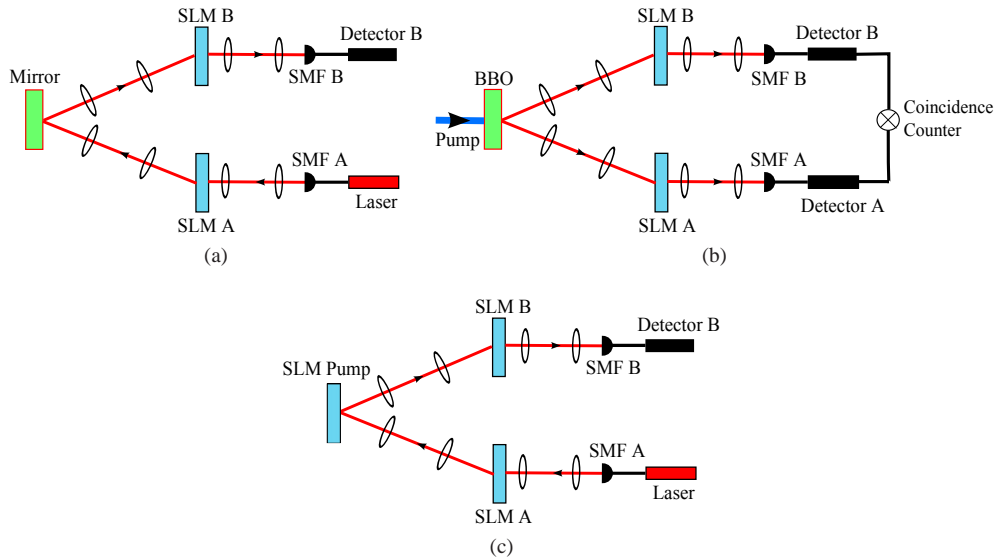 SLM B
Detector B
SMF B
Mirror
SMF A
Laser
SLM A
(a)
SLM B
Detector B
SMF B
BBO
Pump
Coincidence
Counter
SMF A
Detector A
SLM A
(b)
SLM B
Detector B
SMF B
SLM Pump
SMF A
Laser
SLM A
(c)